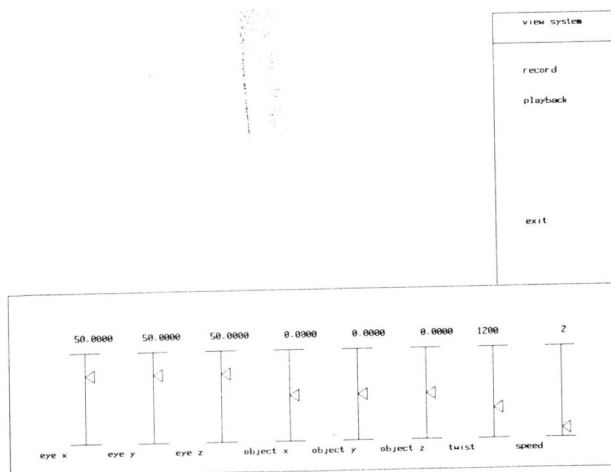 view system
record
playback
exit
50.0000 50.0000 50.0000 0.0000 0.0000 0.0000 1200 2
eye x eye y eye z object x object y object z twist speed